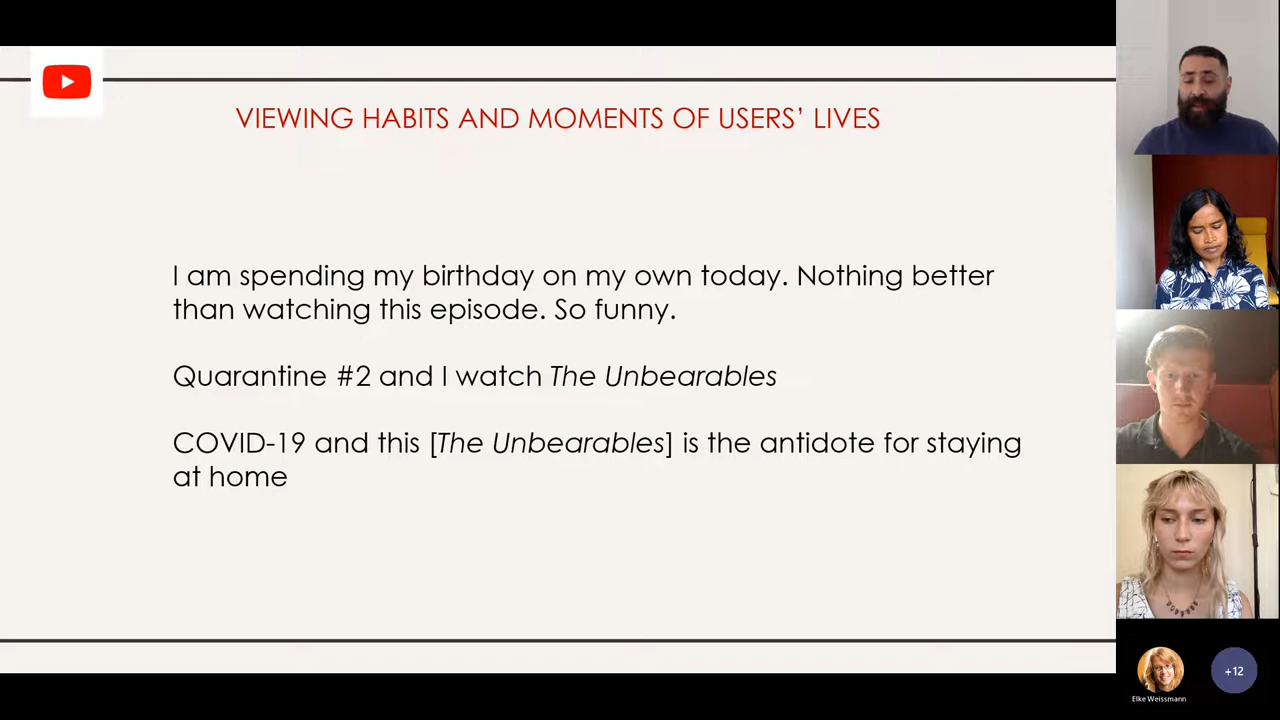 VIEWING HABITS AND MOMENTS OF USERS’ LIVES
I am spending my birthday on my own today. Nothing better
than watching this episode. So funny.
Quarantine #2 and I watch The Unbearables
COVID-19 and this [The Unbearables] is the antidote for staying
at home
Elke Weissmann
+12